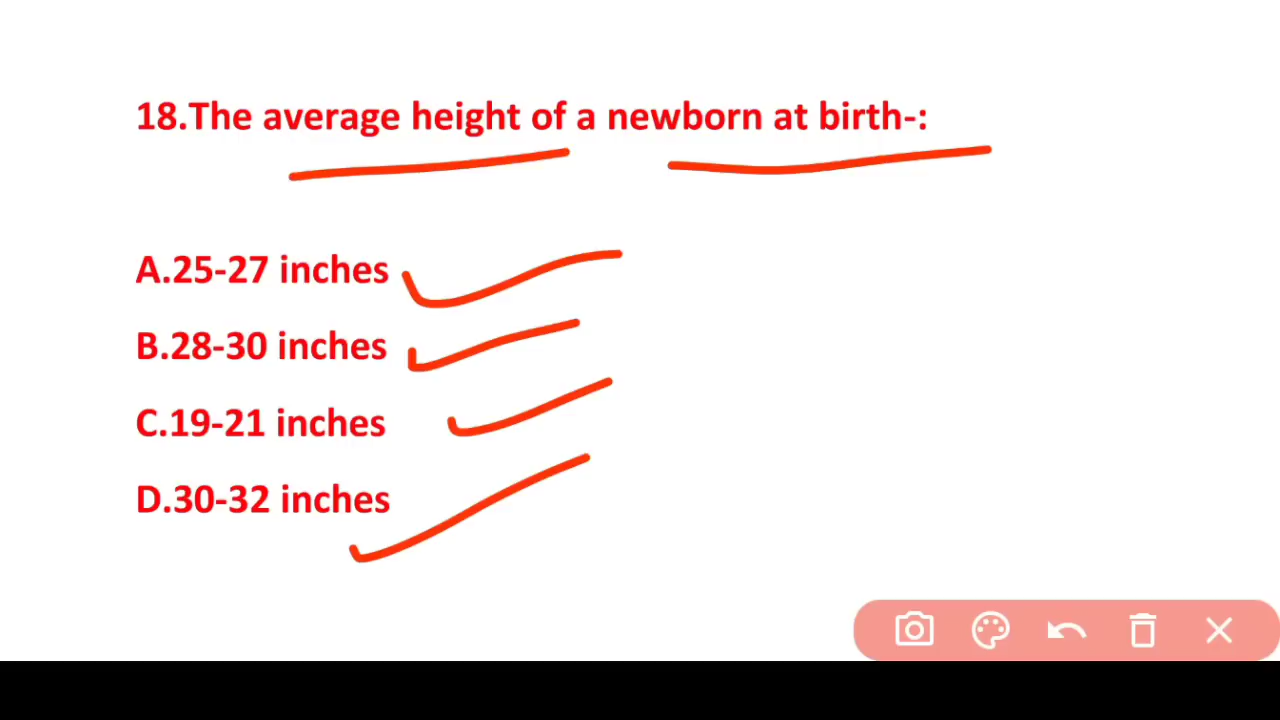 18.The average height of a newborn at birth-:
A.25-27 inches
B.28-30 inches
C.19-21 inches
D.30-32 inches